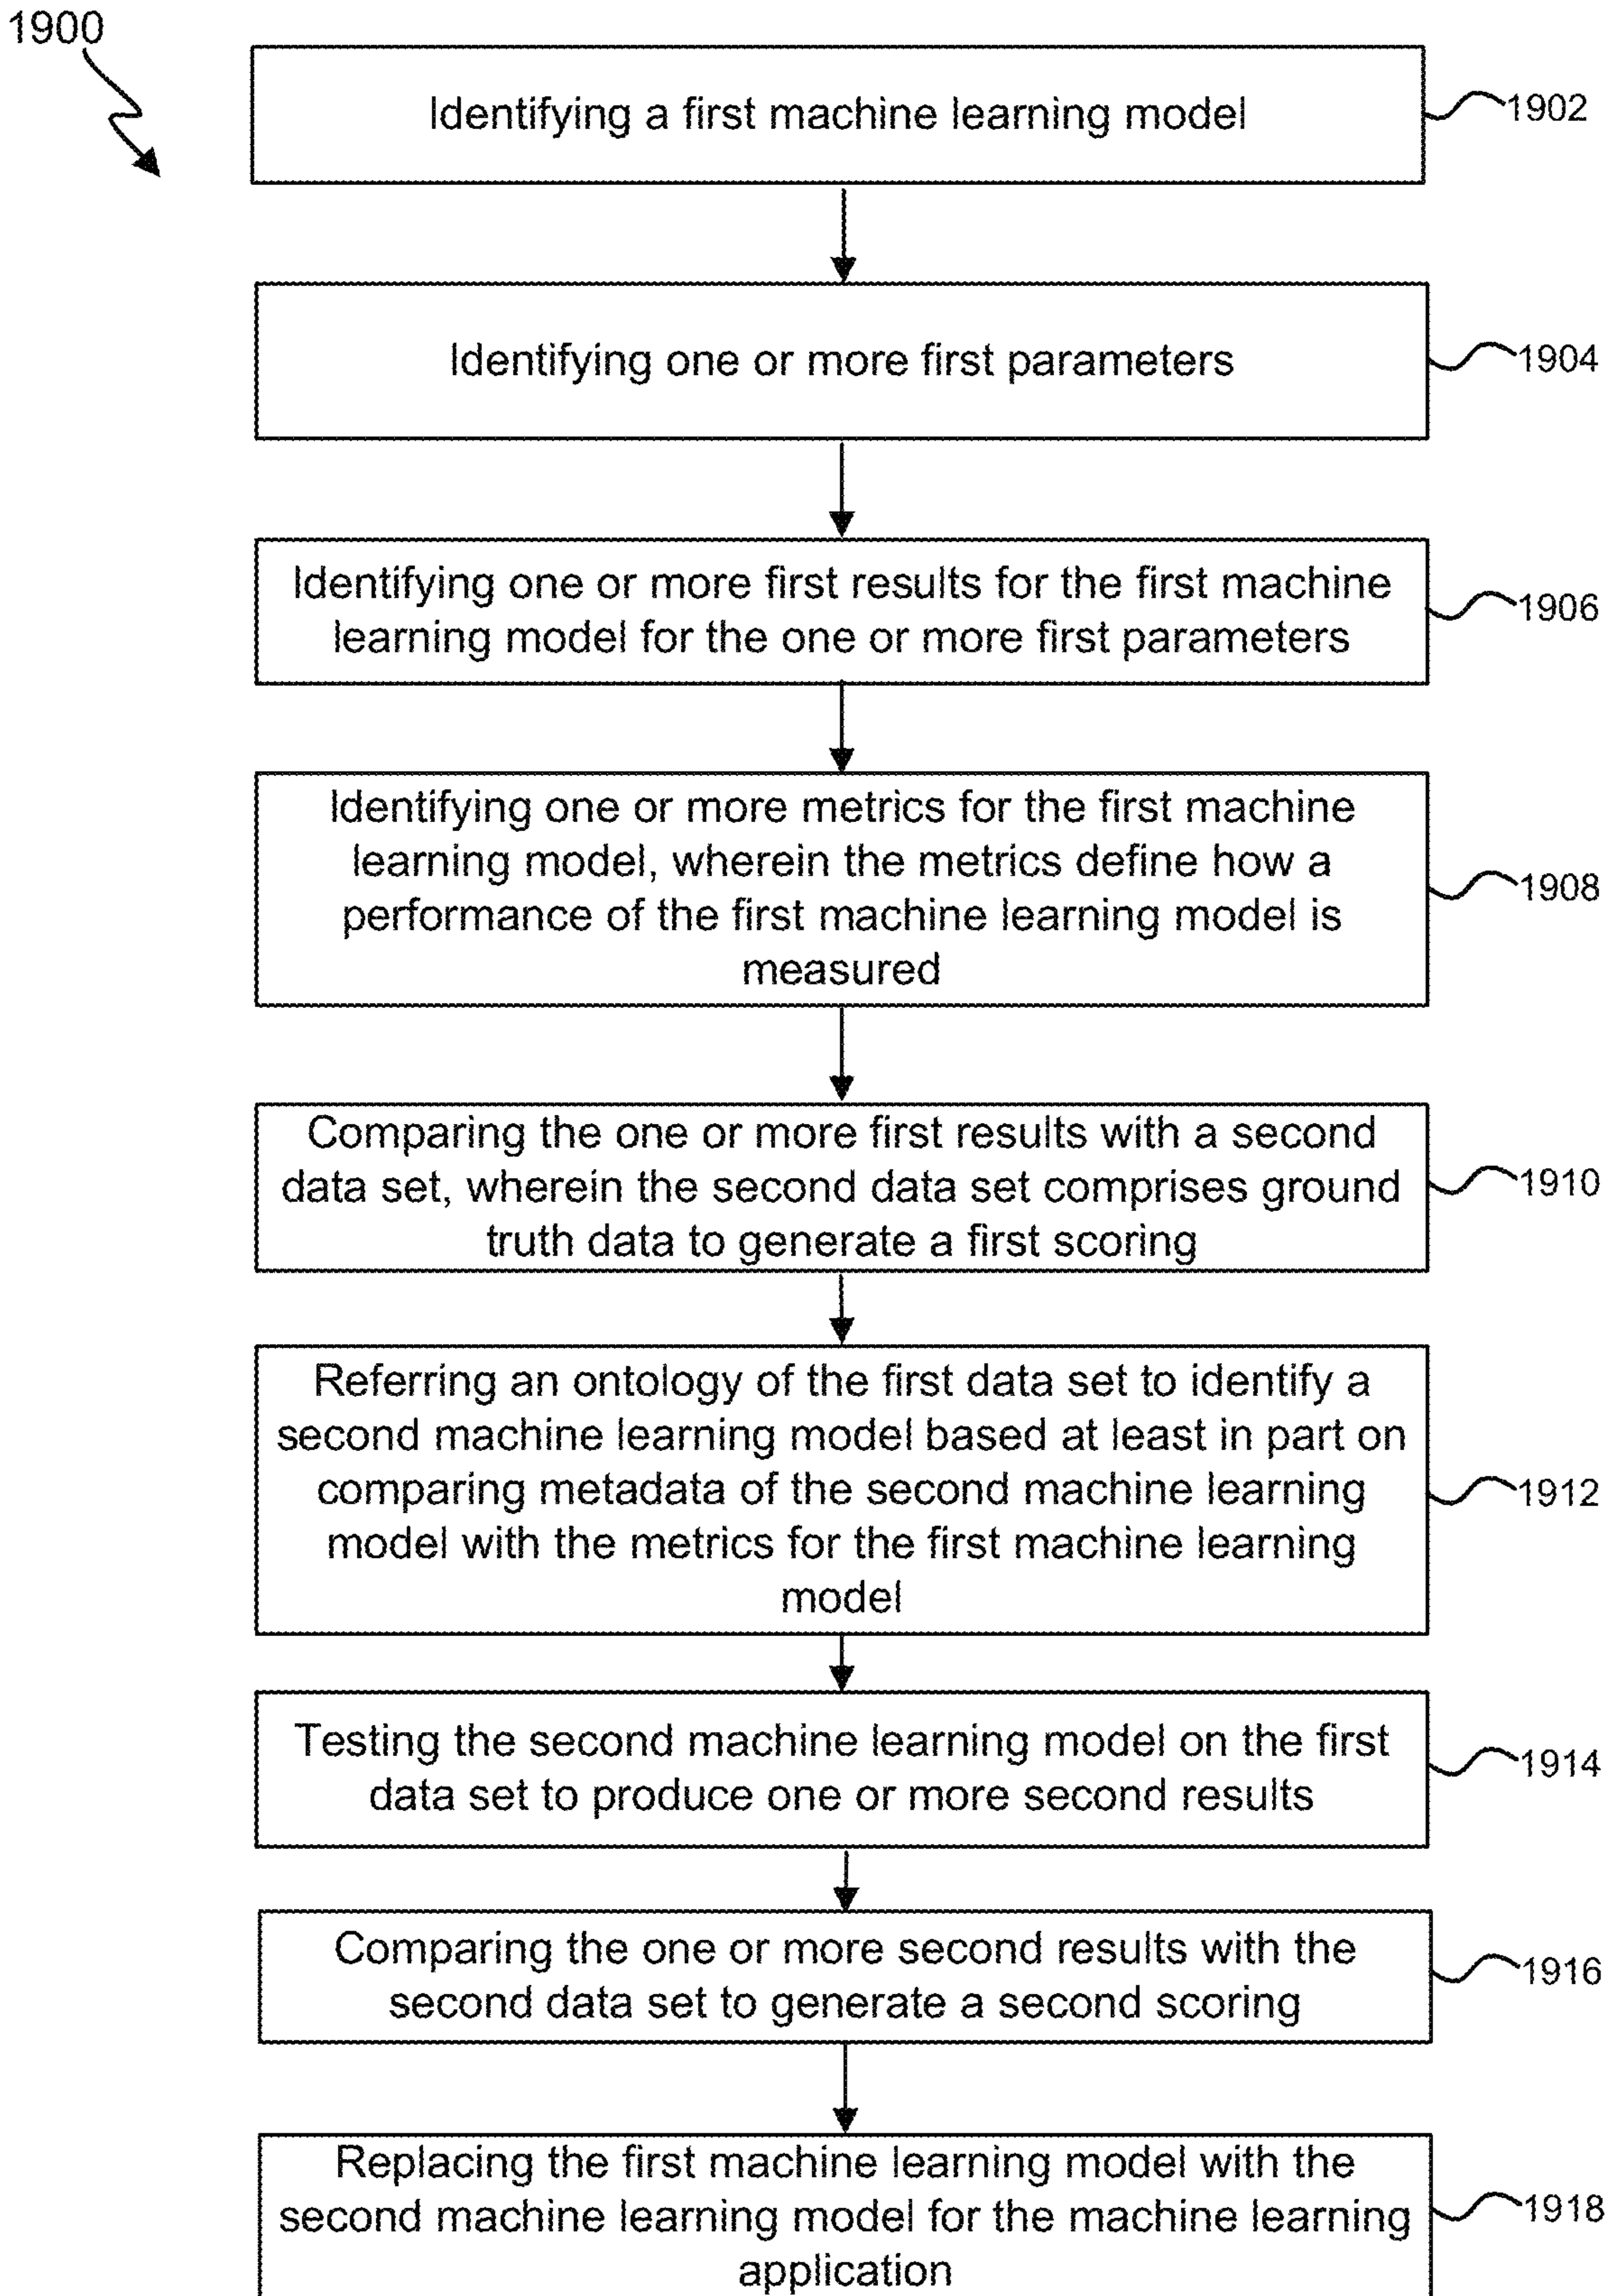 1900
Identifying a first machine learning model
1902
Identifying one or more first parameters
1904
Identifying one or more first results for the first machine
learning model for the one or more first parameters
1906
Identifying one or more metrics for the first machine
learning model, wherein the metrics define how a
performance of the first machine learning model is
measured
1908
Comparing the one or more first results with a second
data set, wherein the second data set comprises ground
truth data to generate a first scoring
1910
Referring an ontology of the first data set to identify a
second machine learning model based at least in part on
comparing metadata of the second machine learning
model with the metrics for the first machine learning
model
1912
Testing the second machine learning model on the first
data set to produce one or more second results
1914
Comparing the one or more second results with the
second data set to generate a second scoring
1916
Replacing the first machine learning model with the
second machine learning model for the machine learning
application
1918